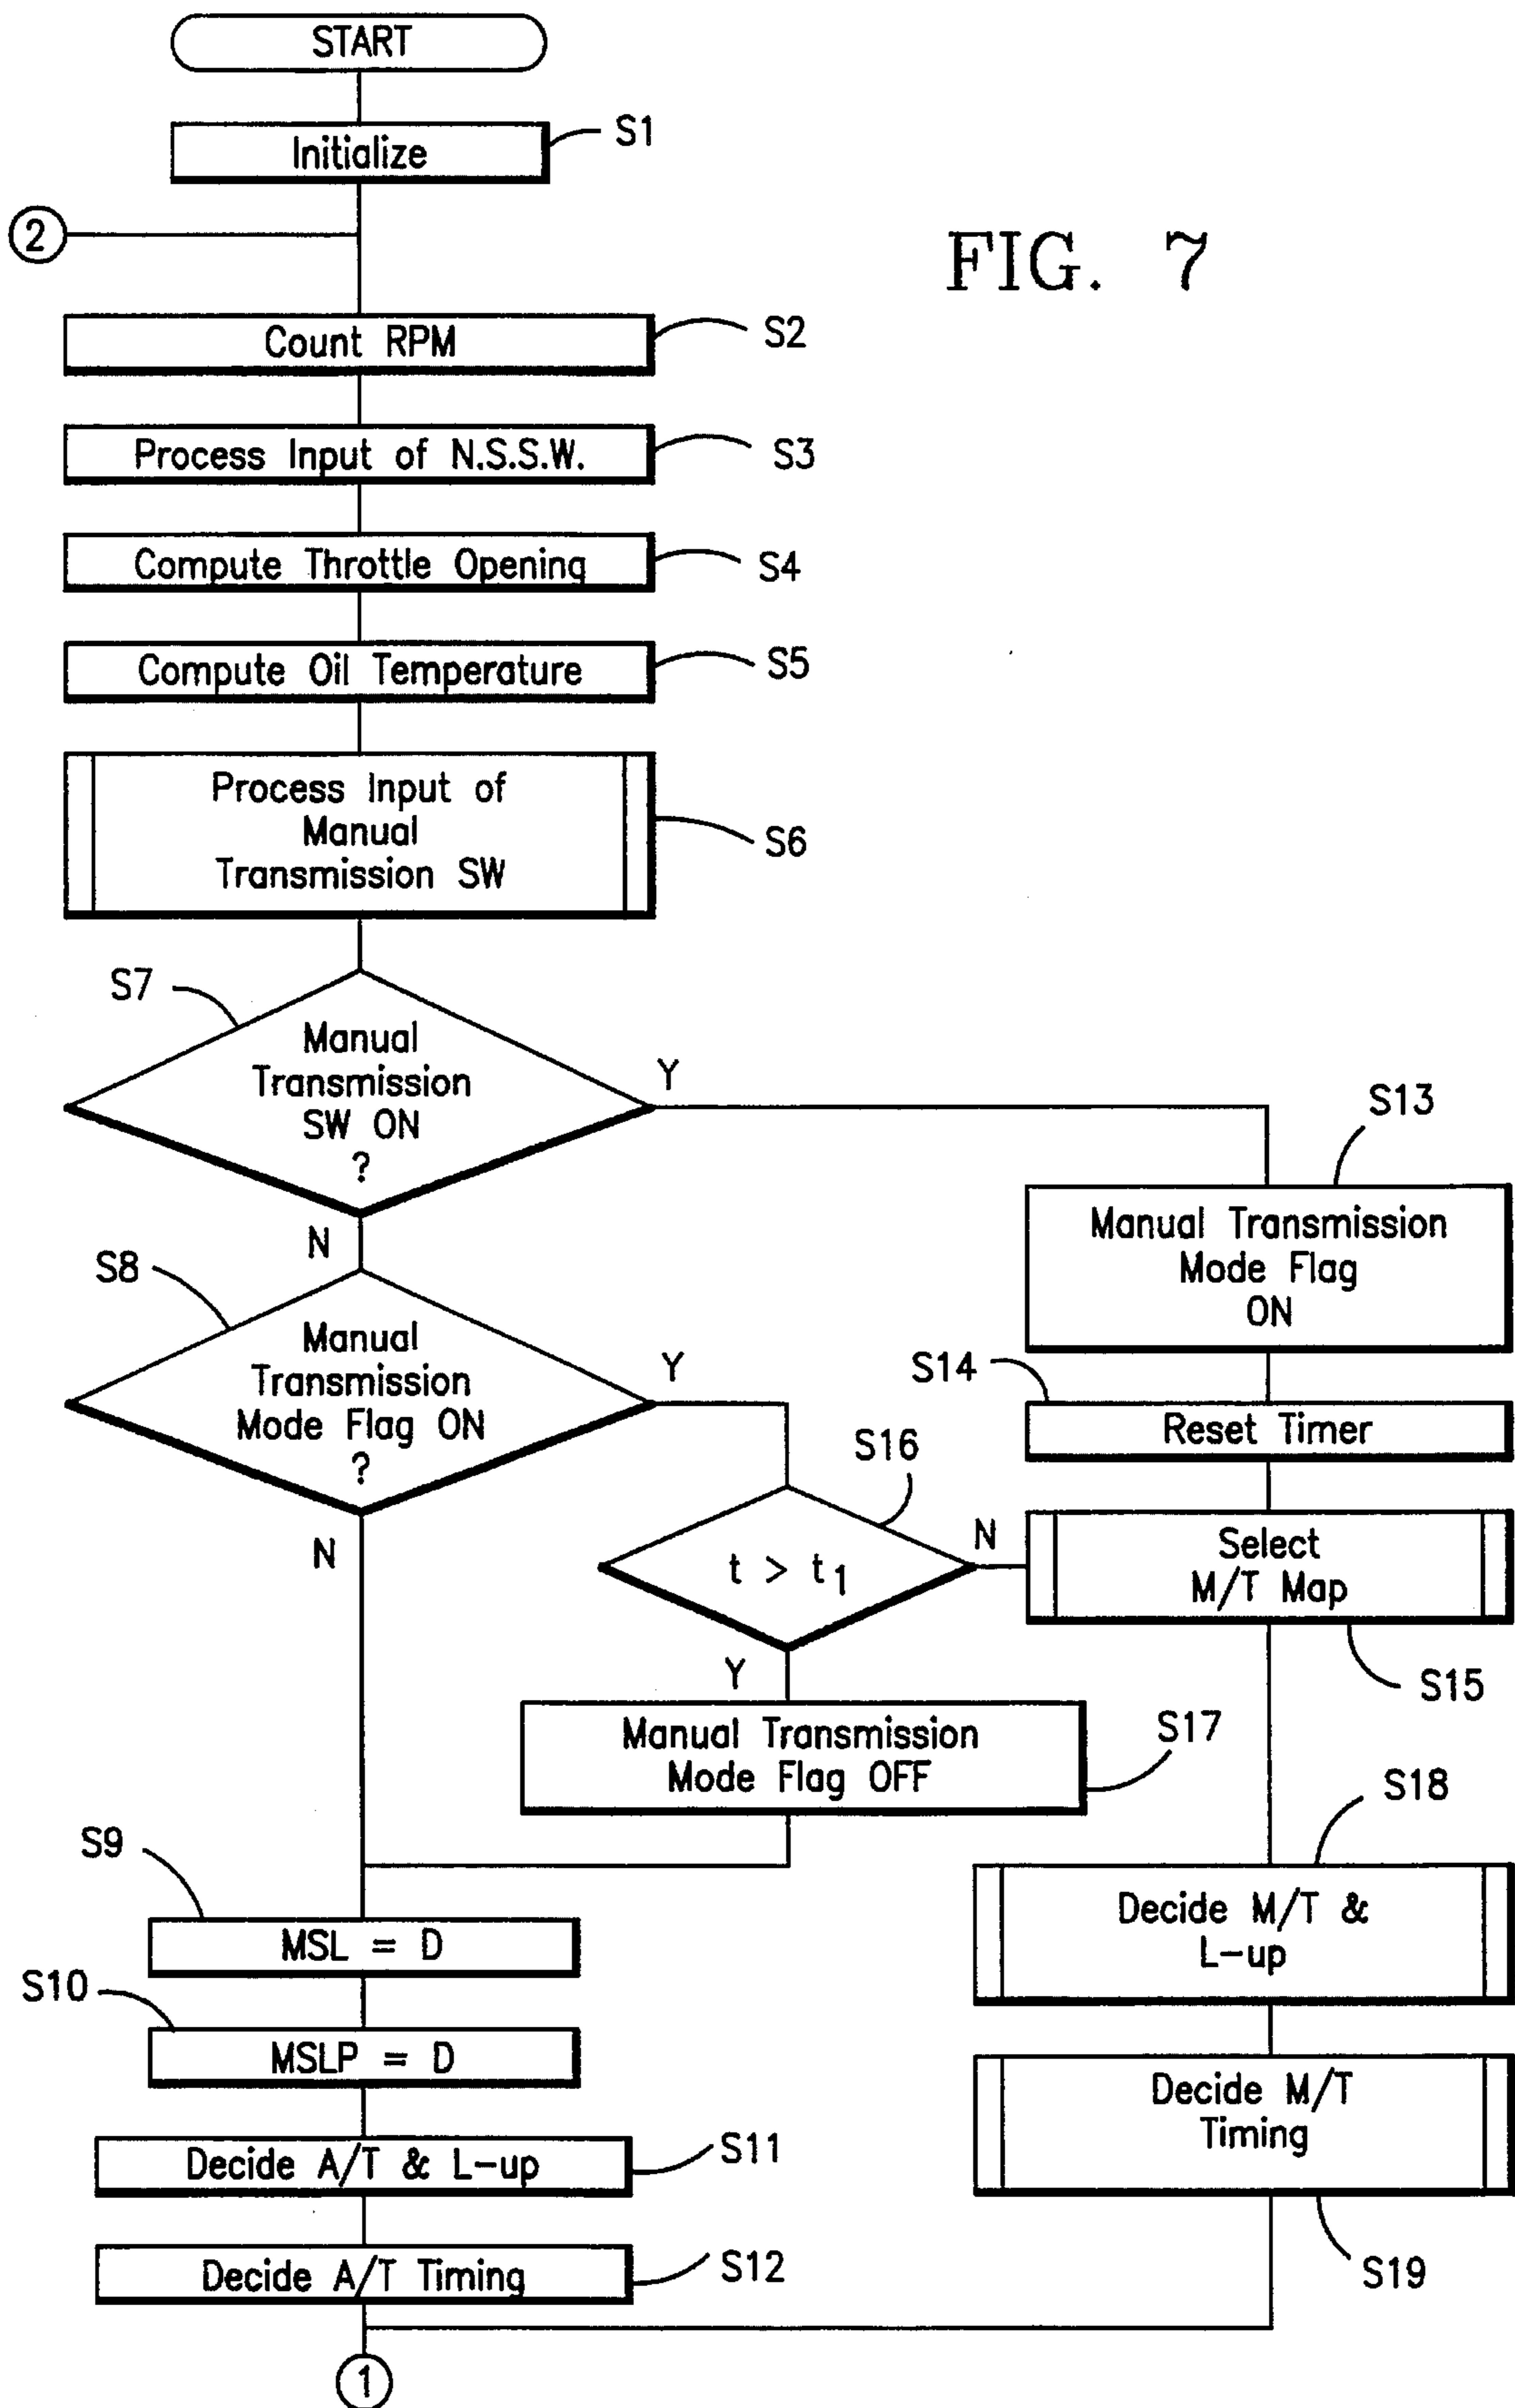 START
Initialize
S1
2
FIG. 7
Count RPM
S2
Process Input of N.S.S.W.
S3
Compute Throttle Opening
S4
Compute Oil Temperature
S5
Process Input of
Manual
Transmission SW
S6
S7
Manual
Transmission
SW ON
?
Y
N
S13
Manual Transmission
Mode Flag
ON
S8
Manual
Transmission
Mode Flag ON
?
Y
N
S14
Reset Timer
S16
t > t1
N
Y
Select
M/T Map
S15
Manual Transmission
Mode Flag OFF
S17
S18
Decide M/T &
L-up
S9
MSL = D
S10
MSLP = D
Decide M/T
Timing
S19
Decide A/T & L-up
S11
Decide A/T Timing
S12
1